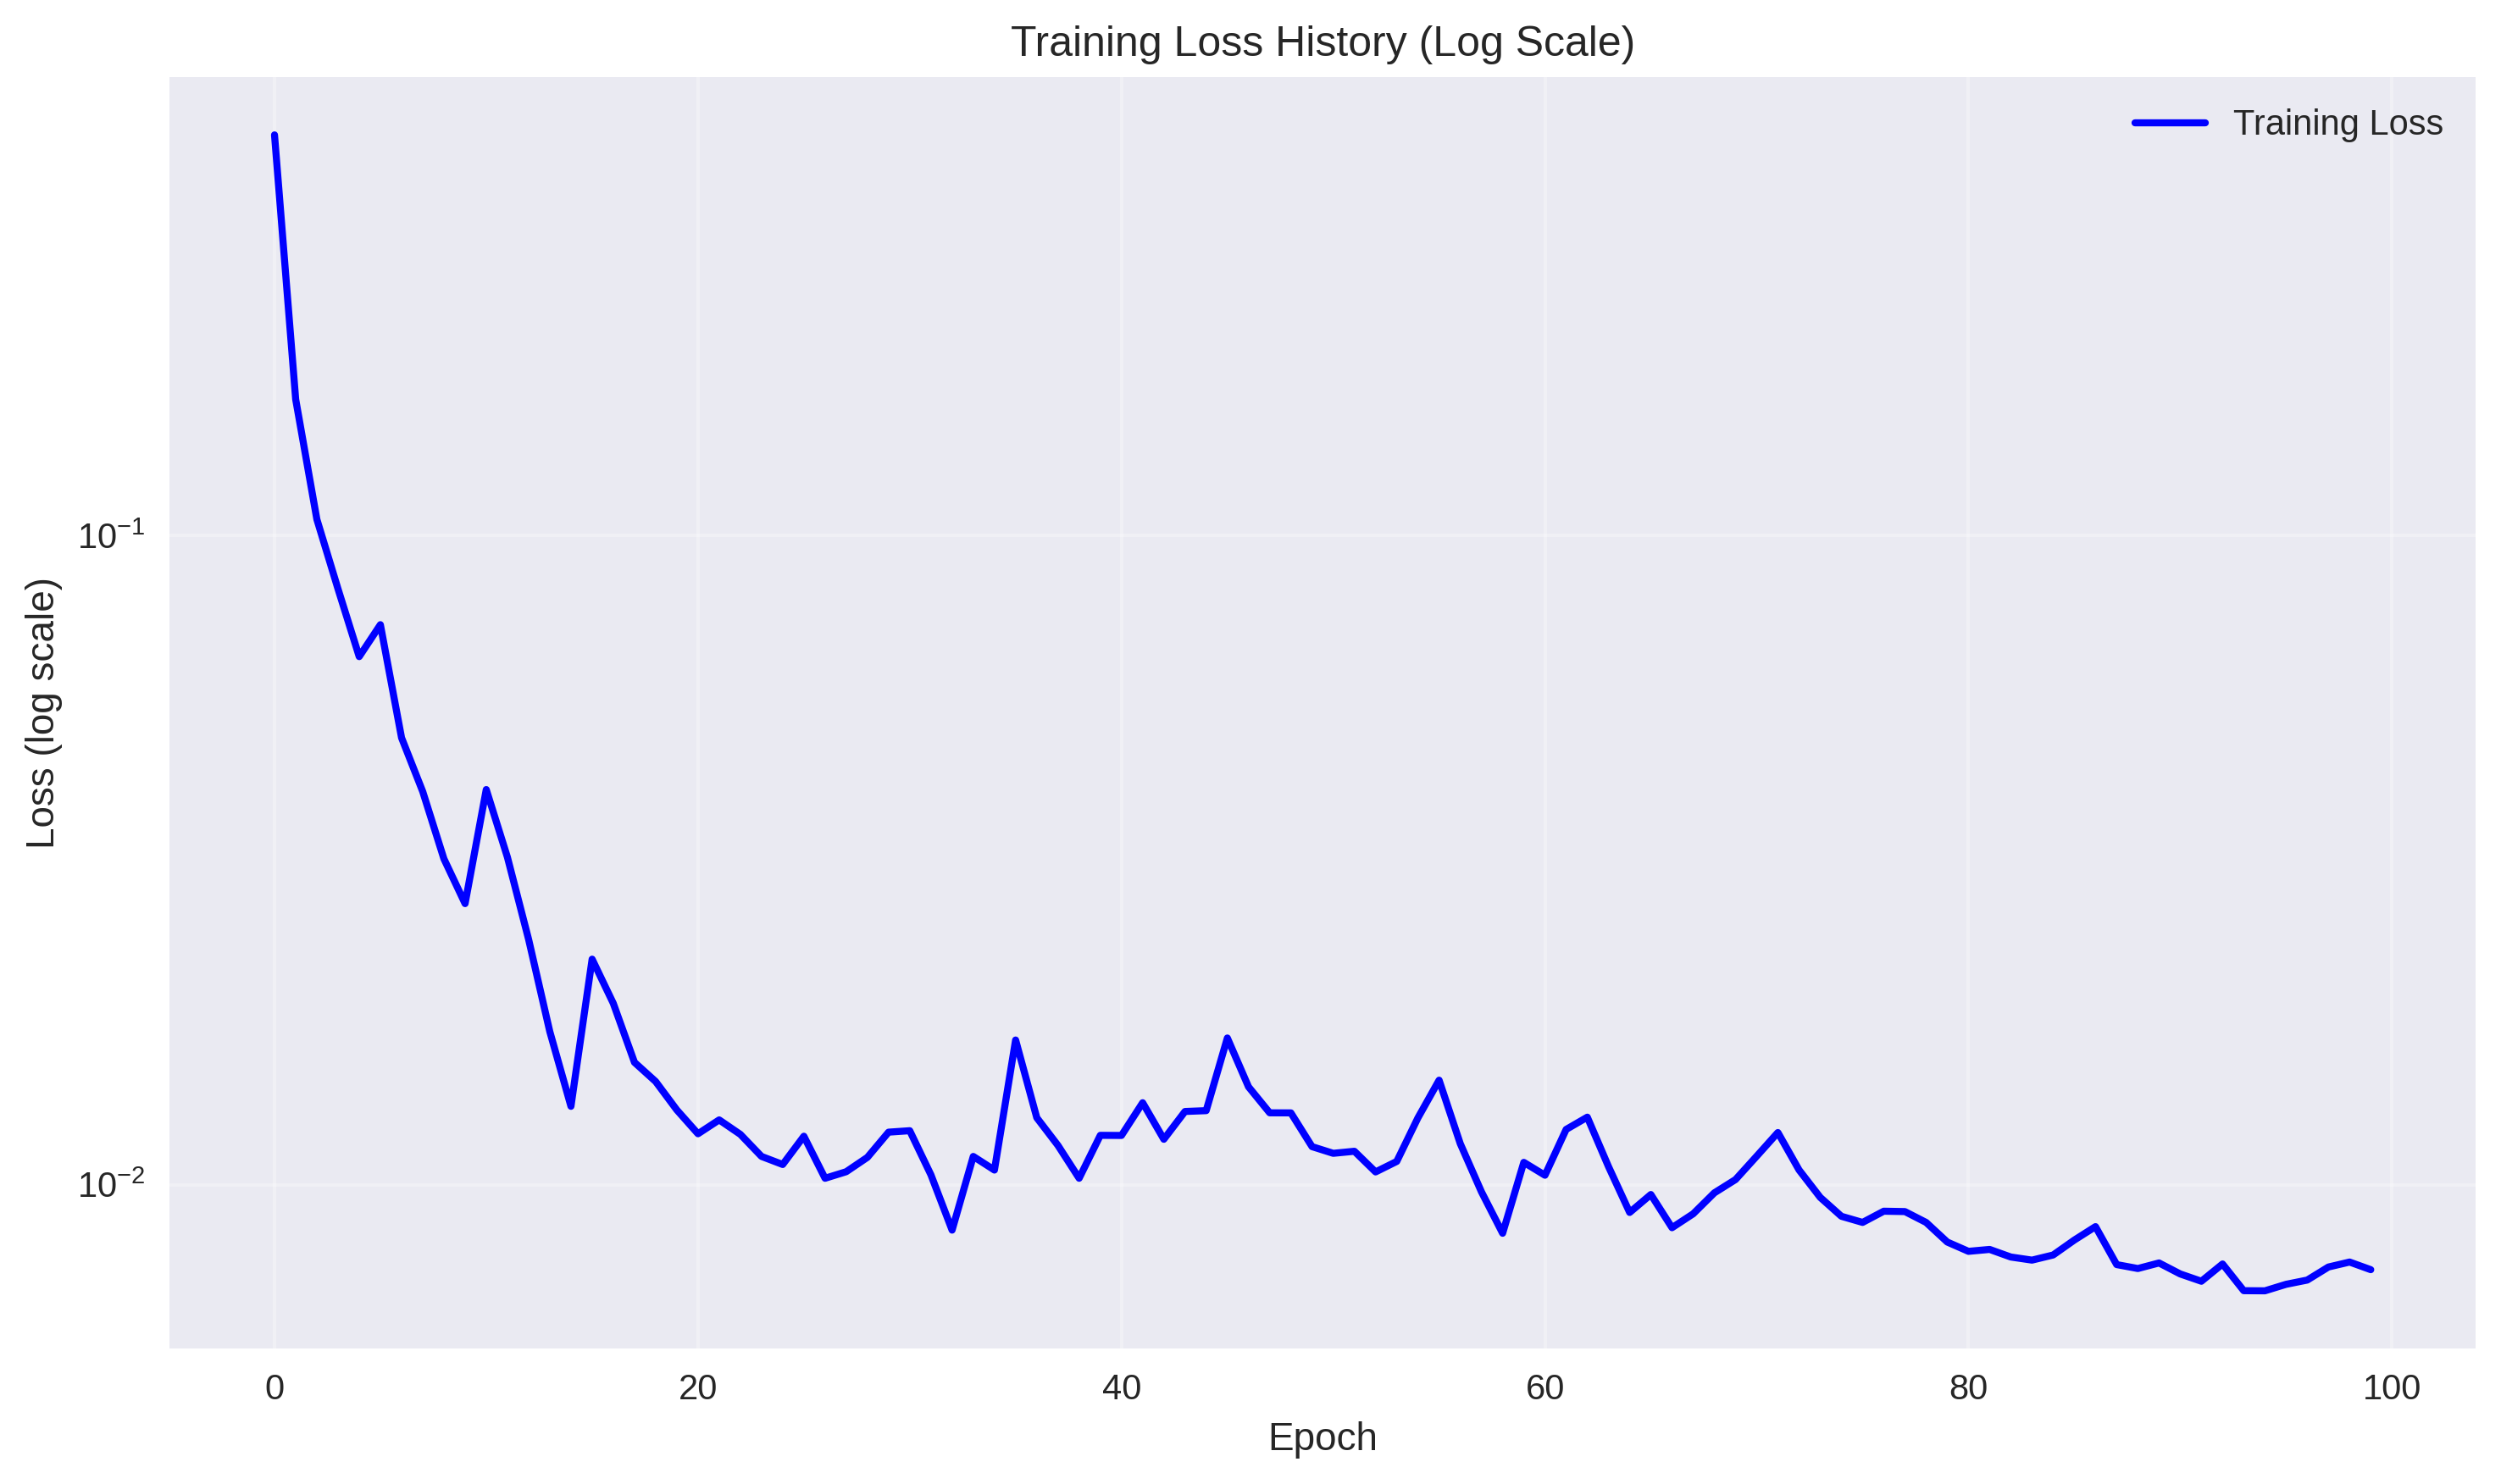 Training Loss History (Log Scale)
Training Loss
10⁻¹
Loss (log scale)
10⁻²
0 20 40 60 80 100
Epoch